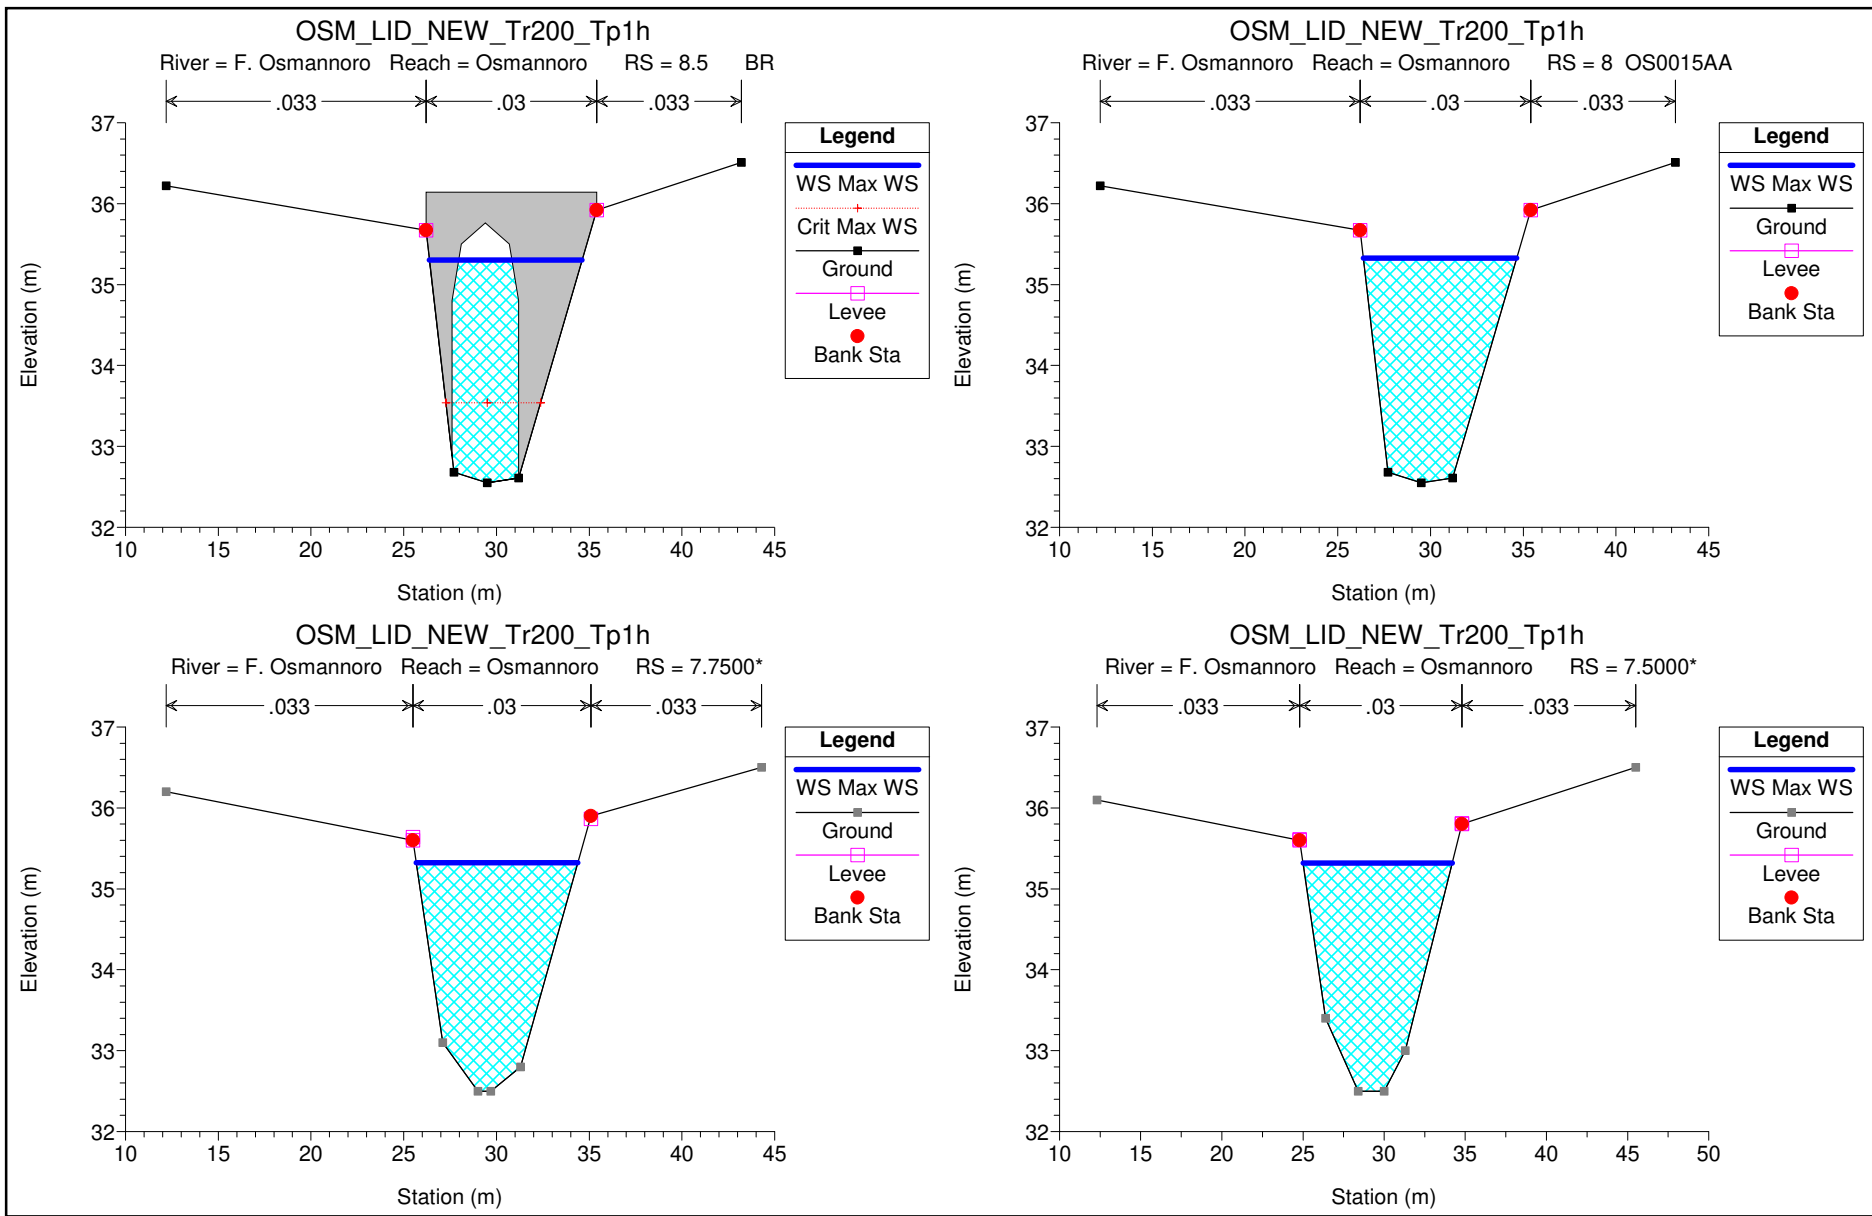 OSM_LID_NEW_Tr200_Tp1h
River = F. Osmannoro Reach = Osmannoro RS = 8.5 BR
.033 .03 .033
37
36
35
34
33
32
Elevation (m)
10 15 20 25 30 35 40 45
Station (m)
Legend
WS Max WS
Crit Max WS
Ground
Levee
Bank Sta
OSM_LID_NEW_Tr200_Tp1h
River = F. Osmannoro Reach = Osmannoro RS = 8 OS0015AA
.033 .03 .033
37
36
35
34
33
32
Elevation (m)
10 15 20 25 30 35 40 45
Station (m)
Legend
WS Max WS
Ground
Levee
Bank Sta
OSM_LID_NEW_Tr200_Tp1h
River = F. Osmannoro Reach = Osmannoro RS = 7.7500*
.033 .03 .033
37
36
35
34
33
32
Elevation (m)
10 15 20 25 30 35 40 45
Station (m)
Legend
WS Max WS
Ground
Levee
Bank Sta
OSM_LID_NEW_Tr200_Tp1h
River = F. Osmannoro Reach = Osmannoro RS = 7.5000*
.033 .03 .033
37
36
35
34
33
32
Elevation (m)
10 15 20 25 30 35 40 45 50
Station (m)
Legend
WS Max WS
Ground
Levee
Bank Sta